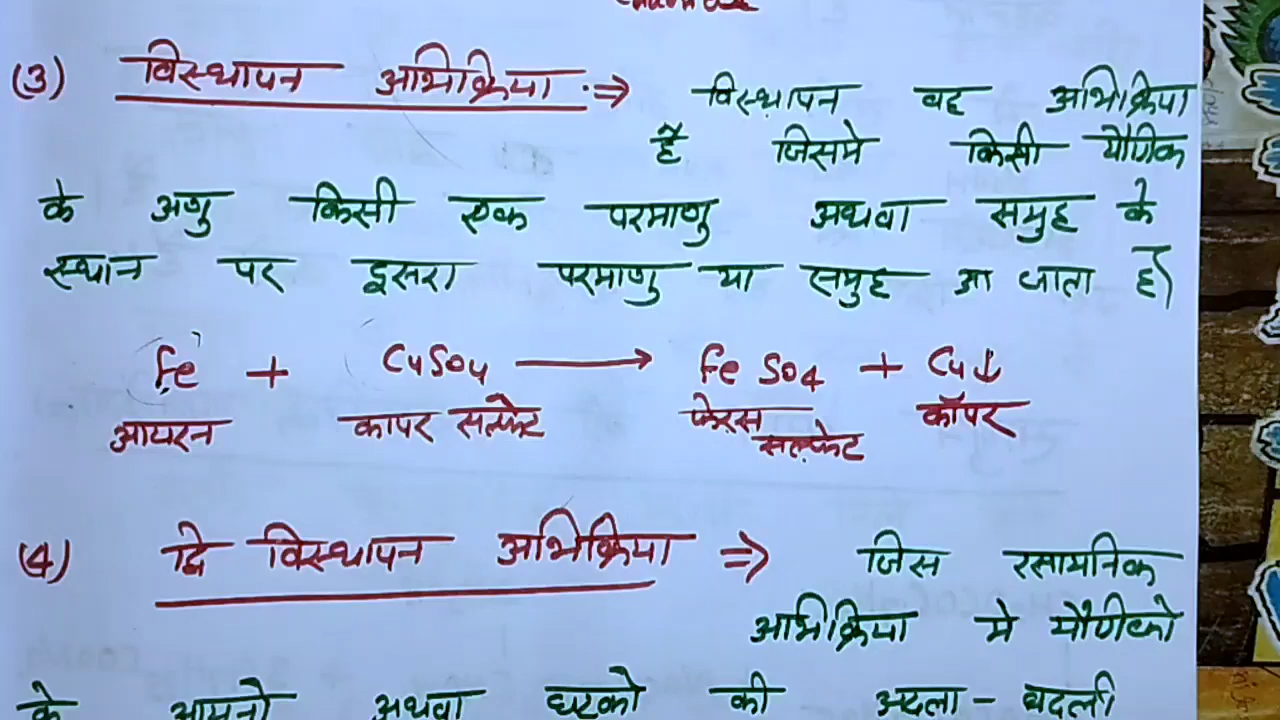 (3) विस्थापन अभिक्रिया :⇒ विस्थापन वह अभिक्रिया
है जिसमे किसी यौगिक
के अणु किसी एक परमाणु अथवा समुह के
स्थान पर दूसरा परमाणु या समुह आ जाता है।
Fe + CuSO4 ⟶ FeSO4 + Cu↓
आयरन कापर सल्फेट फेरस सल्फेट कॉपर
(4) द्वि विस्थापन अभिक्रिया ⇒ जिस रसायनिक
अभिक्रिया मे यौगिको
के आयनो अथवा घटको की अदला - बदली